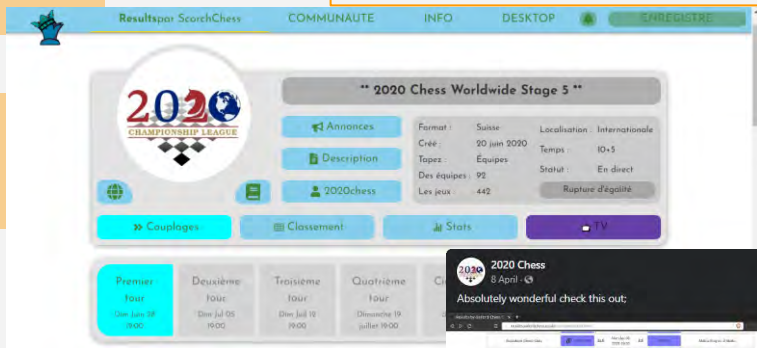 Resultspar ScorchChess COMMUNAUTE INFO DESKTOP ENREGISTRE
** 2020 Chess Worldwide Stage 5 **
2020
CHAMPIONSHIP LEAGUE
Annonces
Description
2020chess
Format : Suisse
Créé : 20 juin 2020
Tapez : Équipes
Des équipes : 92
Les jeux : 442
Localisation : Internationale
Temps : 10+5
Statut : En direct
Rupture d'égalité
Couplages Classement Stats TV
Premier tour
Dim Juin 28
19:00
Deuxième tour
Dim Jul 05
19:00
Troisième tour
Dim Juil 12
19:00
Quatrième tour
Dimanche 19
juillet 19:00
2020 Chess
8 April
Absolutely wonderful check this out;